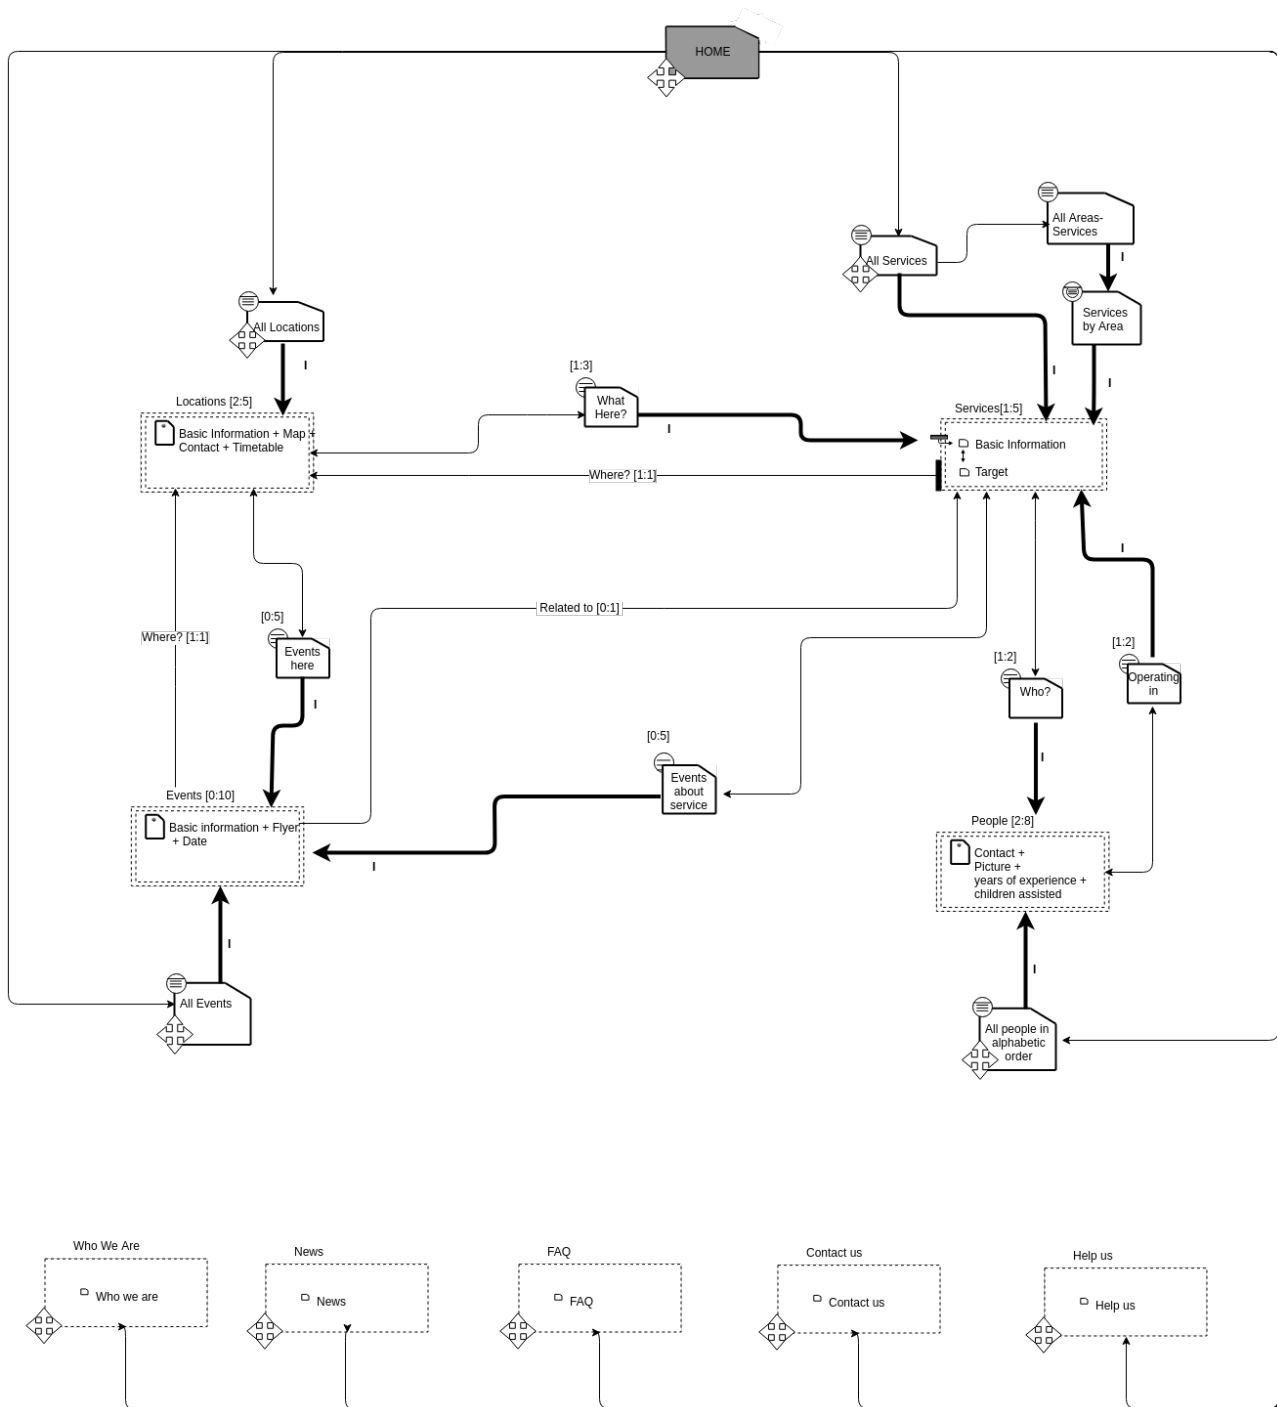 HOME
All Areas-
Services
All Services
I
Services
by Area
All Locations
I
[1:3]
I
I
Locations [2:5]
What
Here?
Services[1:5]
I
Basic Information + Map +
Contact + Timetable
Basic Information
Where? [1:1]
Target
I
Related to [0:1]
[0:5]
Where? [1:1]
Events
here
[1:2]
[1:2]
Operating
in
Who?
I
[0:5]
I
Events
about
service
Events [0:10]
People [2:8]
Basic information + Flyer
+ Date
I
Contact +
Picture +
years of experience +
children assisted
I
I
All Events
All people in
alphabetic
order
Who We Are
News
FAQ
Contact us
Help us
Who we are
News
FAQ
Contact us
Help us